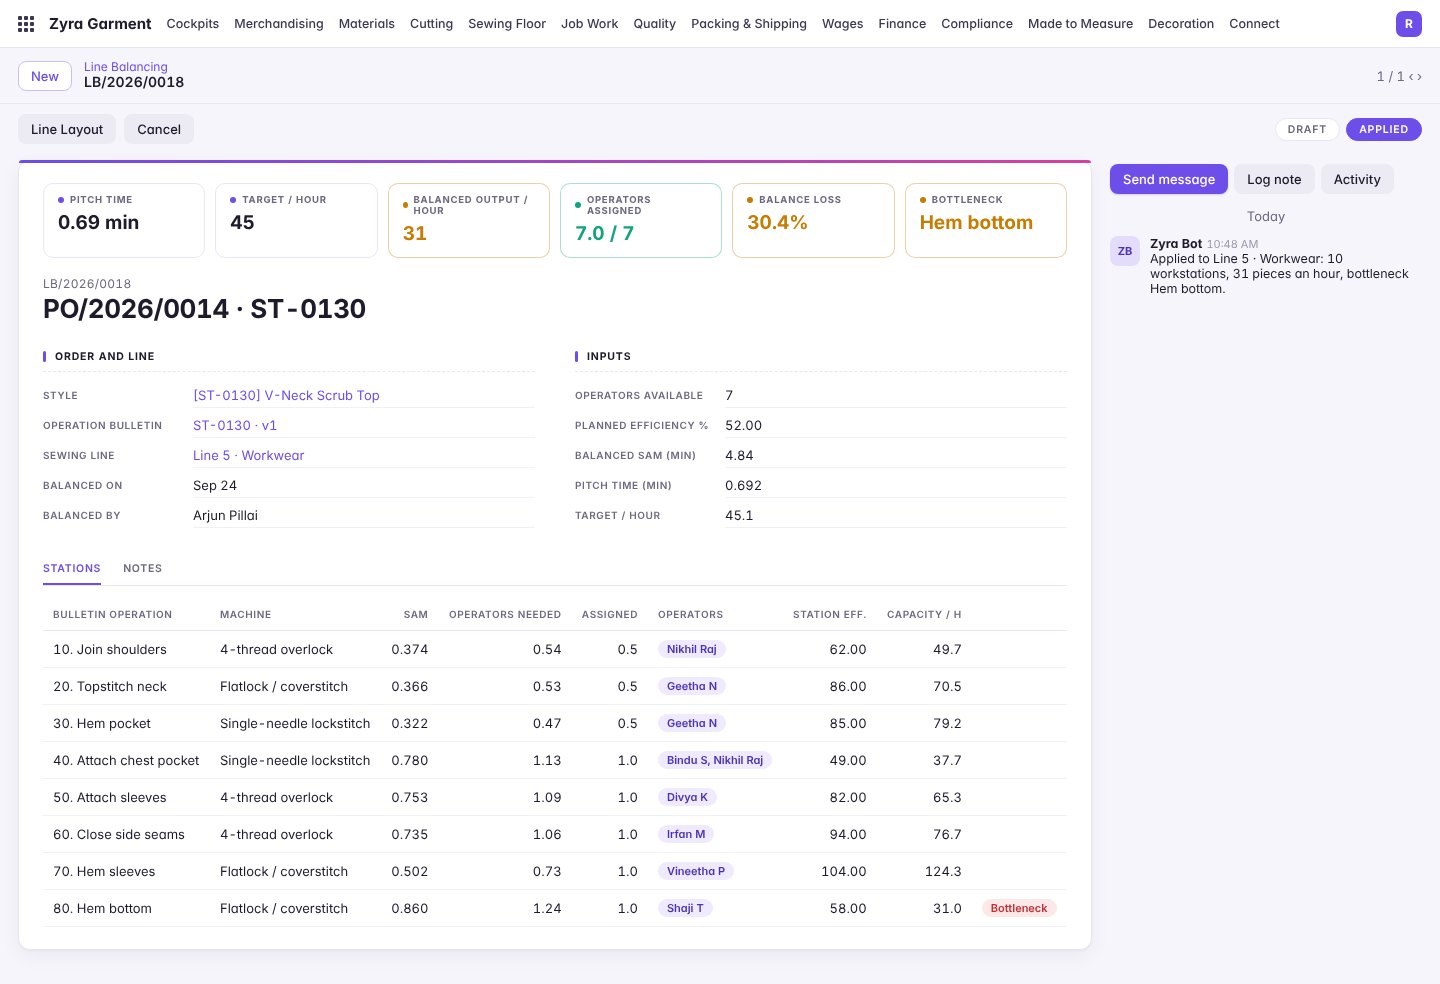 Zyra Garment Cockpits Merchandising Materials Cutting Sewing Floor Job Work Quality Packing & Shipping Wages Finance Compliance Made to Measure Decoration Connect R
New
Line Balancing
LB/2026/0018
1 / 1 ‹ ›
Line Layout Cancel DRAFT APPLIED
PITCH TIME
0.69 min
TARGET / HOUR
45
BALANCED OUTPUT /
HOUR
31
OPERATORS
ASSIGNED
7.0 / 7
BALANCE LOSS
30.4%
BOTTLENECK
Hem bottom
LB/2026/0018
PO/2026/0014 · ST-0130
ORDER AND LINE
STYLE [ST-0130] V-Neck Scrub Top
OPERATION BULLETIN ST-0130 · v1
SEWING LINE Line 5 · Workwear
BALANCED ON Sep 24
BALANCED BY Arjun Pillai
INPUTS
OPERATORS AVAILABLE 7
PLANNED EFFICIENCY % 52.00
BALANCED SAM (MIN) 4.84
PITCH TIME (MIN) 0.692
TARGET / HOUR 45.1
STATIONS NOTES
BULLETIN OPERATION MACHINE SAM OPERATORS NEEDED ASSIGNED OPERATORS STATION EFF. CAPACITY / H
10. Join shoulders 4-thread overlock 0.374 0.54 0.5 Nikhil Raj 62.00 49.7
20. Topstitch neck Flatlock / coverstitch 0.366 0.53 0.5 Geetha N 86.00 70.5
30. Hem pocket Single-needle lockstitch 0.322 0.47 0.5 Geetha N 85.00 79.2
40. Attach chest pocket Single-needle lockstitch 0.780 1.13 1.0 Bindu S, Nikhil Raj 49.00 37.7
50. Attach sleeves 4-thread overlock 0.753 1.09 1.0 Divya K 82.00 65.3
60. Close side seams 4-thread overlock 0.735 1.06 1.0 Irfan M 94.00 76.7
70. Hem sleeves Flatlock / coverstitch 0.502 0.73 1.0 Vineetha P 104.00 124.3
80. Hem bottom Flatlock / coverstitch 0.860 1.24 1.0 Shaji T 58.00 31.0 Bottleneck
Send message Log note Activity
Today
ZB
Zyra Bot 10:48 AM
Applied to Line 5 · Workwear: 10
workstations, 31 pieces an hour, bottleneck
Hem bottom.